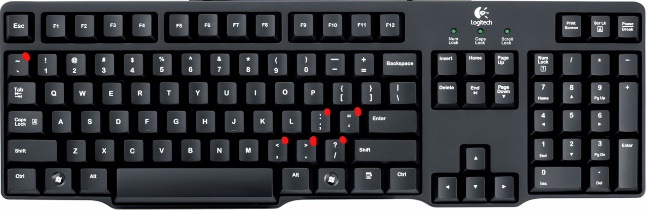 Esc F1 F2 F3 F4 F5 F6 F7 F8 F9 F10 F11 F12 Logitech Print Screen Scr Lk Pause Break
Num Lock Caps Lock Scroll Lock
~ ! 1 @ 2 # 3 $ 4 % 5 ^ 6 & 7 * 8 ( 9 ) 0 — - + = Backspace Insert Home Page Up Num Lock / * -
Tab Q W E R T Y U I O P { [ } ] | \ Delete End Page Down 7 Home 8 9 Pg Up +
Caps Lock A A S D F G H J K L : ; " ' Enter 4 5 6
Shift Z X C V B N M < , > . ? / Shift 1 End 2 3 Pg Dn Enter
Ctrl Alt Alt Ctrl 0 Ins . Del